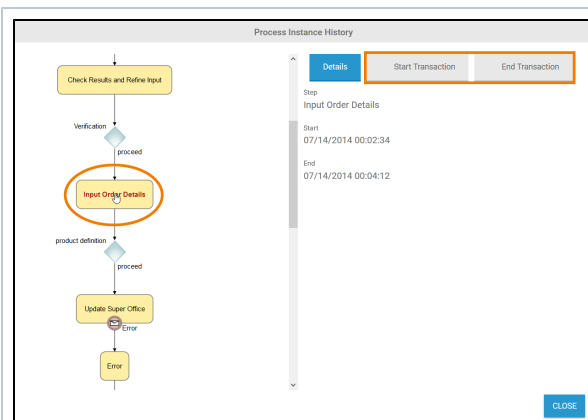 Process Instance History
Check Results and Refine Input
Verification
proceed
Input Order Details
product definition
proceed
Update Super Office
Error
Error
Details
Start Transaction
End Transaction
Step
Input Order Details
Start
07/14/2014 00:02:34
End
07/14/2014 00:04:12
CLOSE